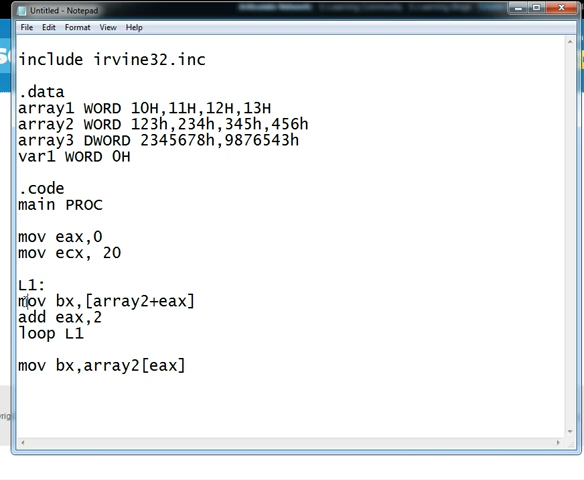 Untitled - Notepad
File Edit Format View Help
include irvine32.inc
.data
array1 WORD 10H,11H,12H,13H
array2 WORD 123h,234h,345h,456h
array3 DWORD 2345678h,9876543h
var1 WORD 0H
.code
main PROC
mov eax,0
mov ecx, 20
L1:
mov bx,[array2+eax]
add eax,2
loop L1
mov bx,array2[eax]